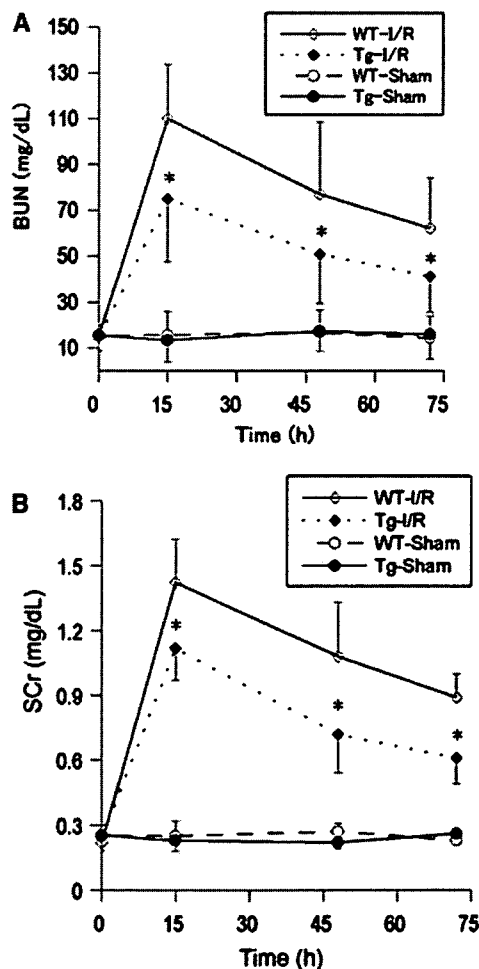 A
WT-I/R
Tg-I/R
WT-Sham
Tg-Sham
BUN (mg/dL)
150
130
110
90
70
50
30
10
*
*
*
0 15 30 45 60 75
Time (h)
B
WT-I/R
Tg-I/R
WT-Sham
Tg-Sham
SCr (mg/dL)
1.8
1.5
1.2
0.9
0.6
0.3
0
*
*
*
0 15 30 45 60 75
Time (h)